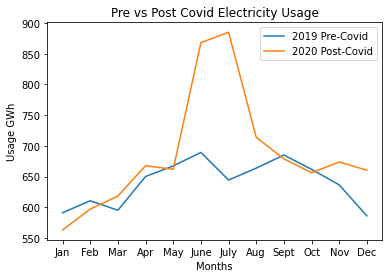 Pre vs Post Covid Electricity Usage
2019 Pre-Covid
2020 Post-Covid
Usage GWh
900
850
800
750
700
650
600
550
Jan Feb Mar Apr May June July Aug Sept Oct Nov Dec
Months